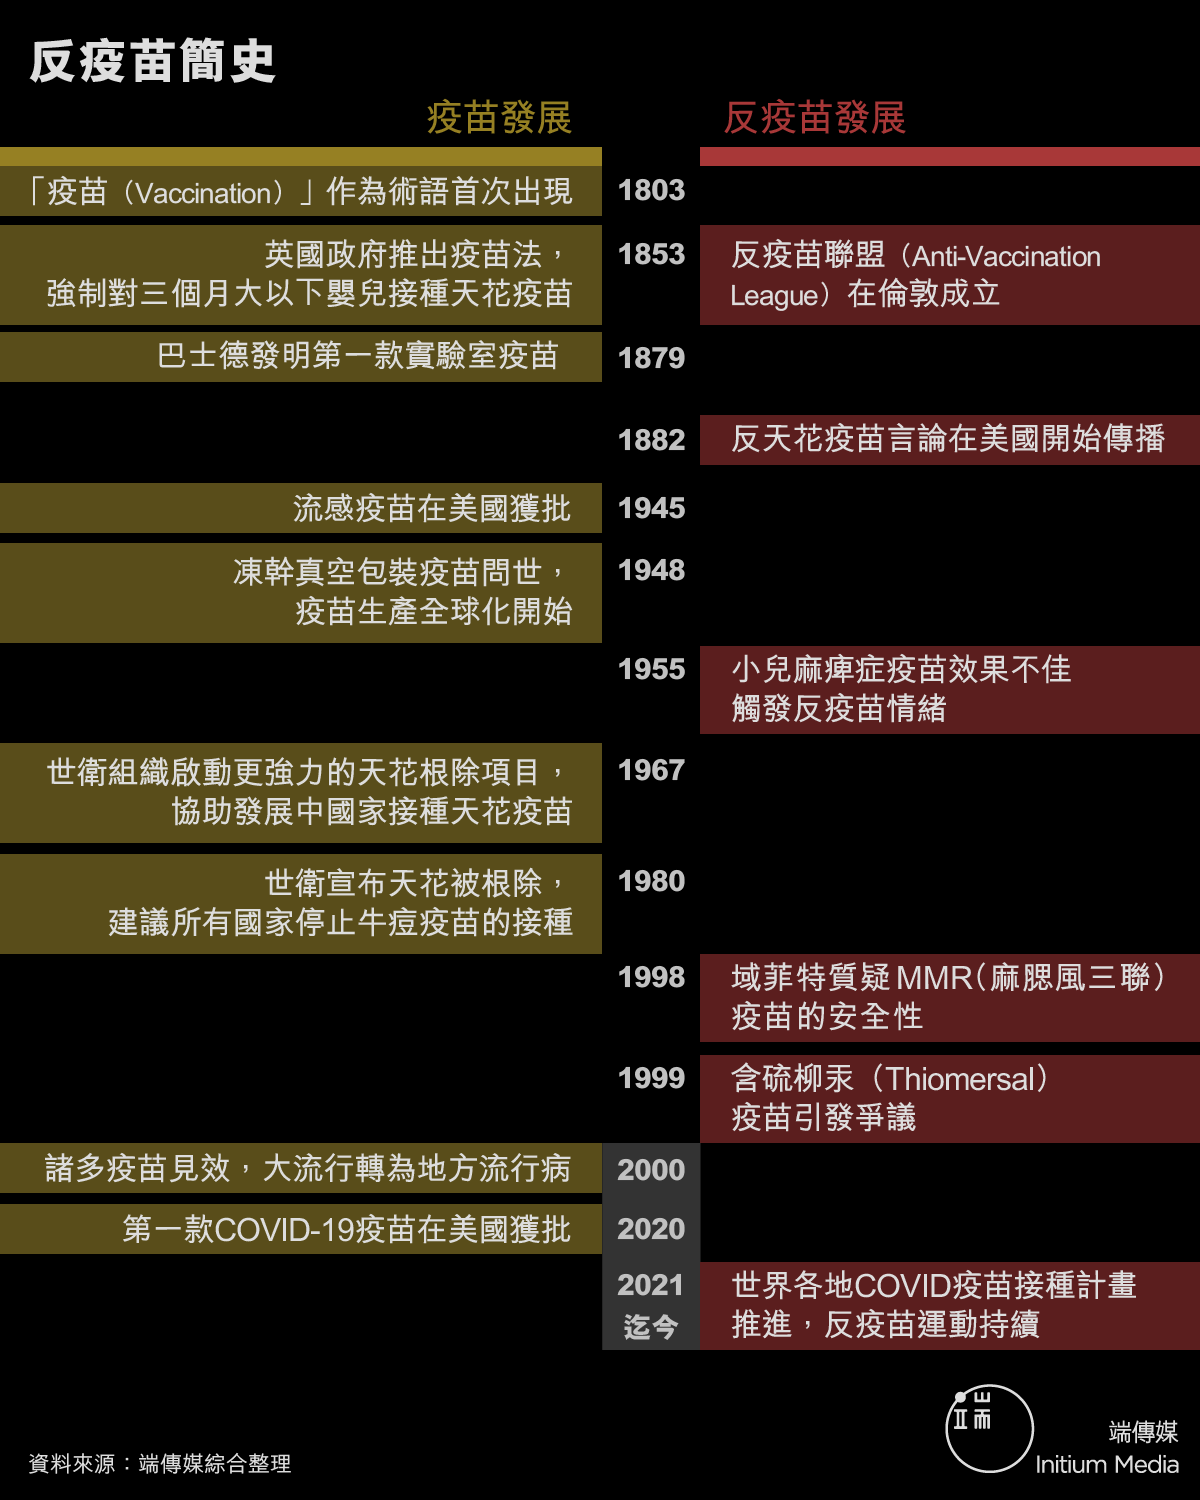 反疫苗簡史
疫苗發展
反疫苗發展
「疫苗（Vaccination）」作為術語首次出現
1803
英國政府推出疫苗法，
強制對三個月大以下嬰兒接種天花疫苗
1853
反疫苗聯盟（Anti-Vaccination
League）在倫敦成立
巴士德發明第一款實驗室疫苗
1879
1882
反天花疫苗言論在美國開始傳播
流感疫苗在美國獲批
1945
凍幹真空包裝疫苗問世，
疫苗生產全球化開始
1948
1955
小兒麻痺症疫苗效果不佳
觸發反疫苗情緒
世衛組織啟動更強力的天花根除項目，
協助發展中國家接種天花疫苗
1967
世衛宣布天花被根除，
建議所有國家停止牛痘疫苗的接種
1980
1998
域菲特質疑MMR（麻腮風三聯）
疫苗的安全性
1999
含硫柳汞（Thiomersal）
疫苗引發爭議
諸多疫苗見效，大流行轉為地方流行病
2000
第一款COVID-19疫苗在美國獲批
2020
2021
迄今
世界各地COVID疫苗接種計畫
推進，反疫苗運動持續
端
端傳媒
Initium Media
資料來源：端傳媒綜合整理